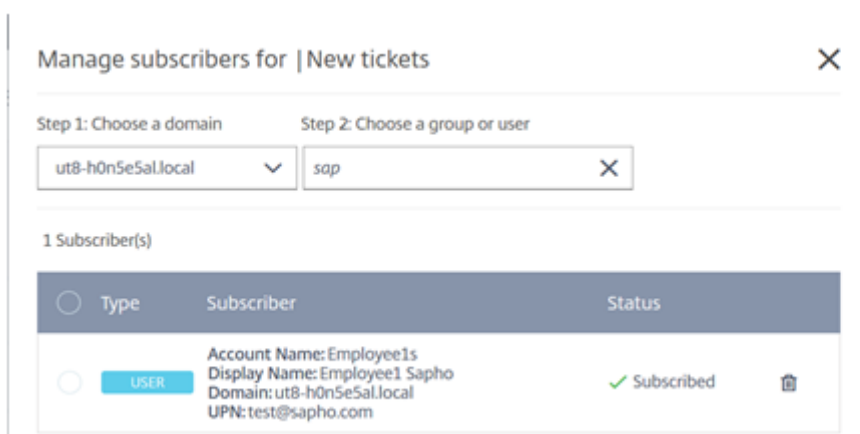 Manage subscribers for |New tickets
Step 1: Choose a domain
Step 2: Choose a group or user
ut8-h0n5e5al.local
sap
1 Subscriber(s)
Type Subscriber Status
USER
Account Name: Employee1s
Display Name: Employee1 Sapho
Domain: ut8-h0n5e5al.local
UPN: test@sapho.com
Subscribed